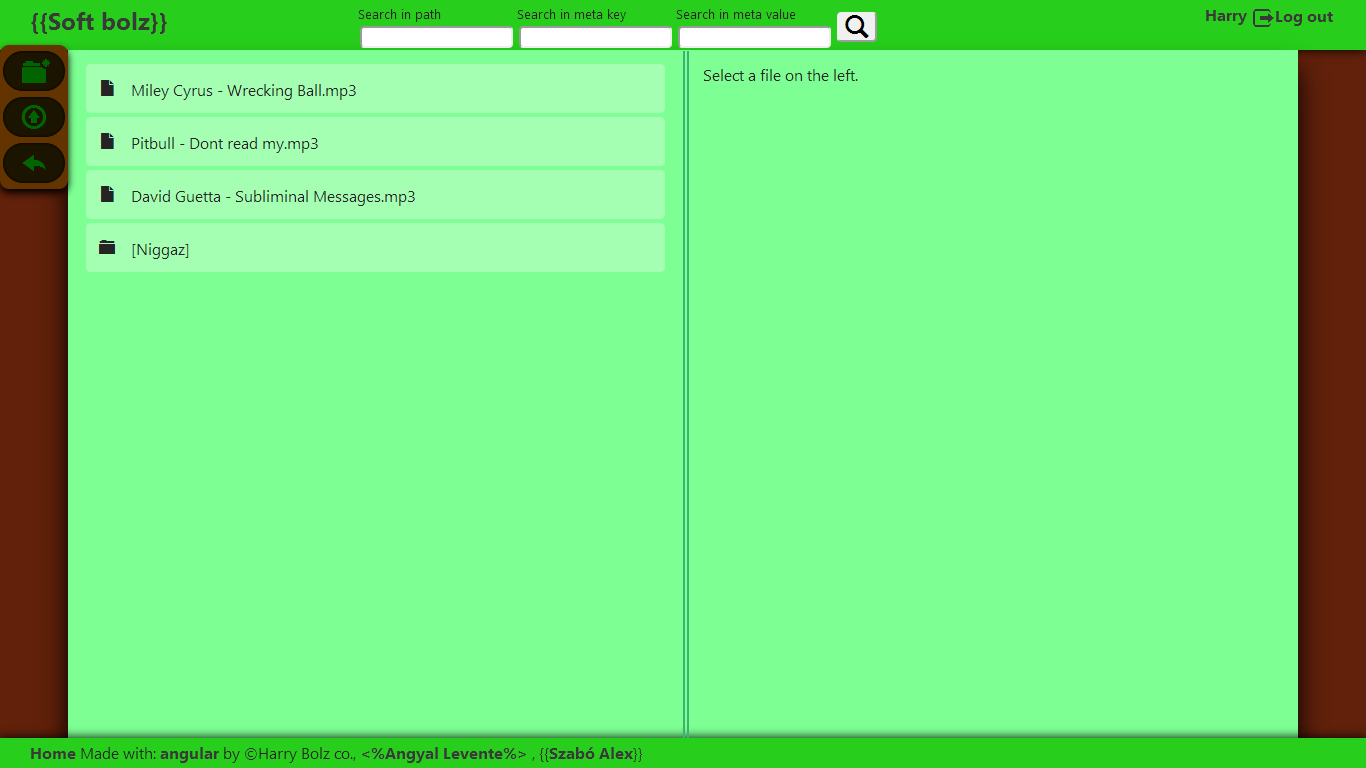 {{Soft bolz}}
Search in path
Search in meta key
Search in meta value
Harry Log out
Miley Cyrus - Wrecking Ball.mp3
Pitbull - Dont read my.mp3
David Guetta - Subliminal Messages.mp3
[Niggaz]
Select a file on the left.
Home Made with: angular by ©Harry Bolz co., <%Angyal Levente%> , {{Szabó Alex}}